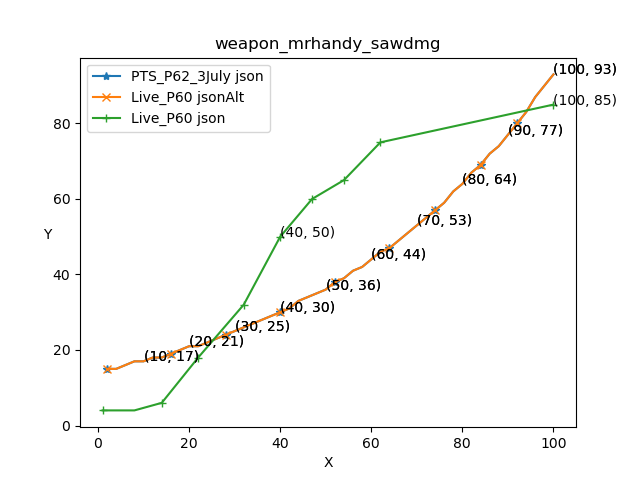 weapon_mrhandy_sawdmg
PTS_P62_3July json
Live_P60 jsonAlt
Live_P60 json
(100, 93)
(100, 85)
(90, 77)
(80, 64)
(70, 53)
(40, 50)
(60, 44)
(50, 36)
(40, 30)
(30, 25)
(20, 21)
(10, 17)
Y
80
60
40
20
0
0 20 40 60 80 100
X